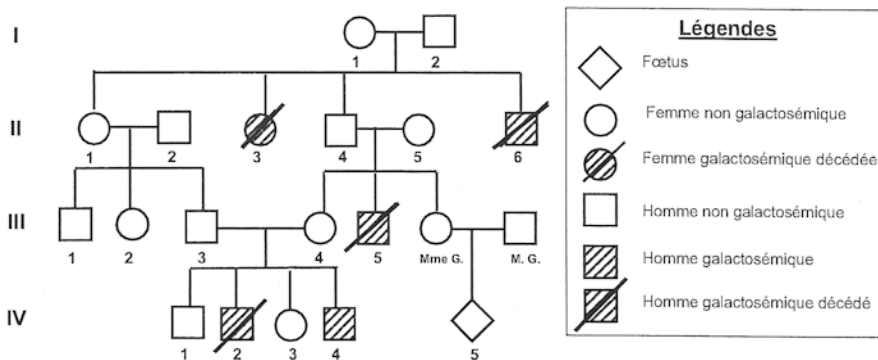 I
1 2
II
1 2 3 4 5 6
III
1 2 3 4 5 Mme G. M. G.
IV
1 2 3 4 5
Légendes
Fœtus
Femme non galactosémique
Femme galactosémique décédée
Homme non galactosémique
Homme galactosémique
Homme galactosémique décédé